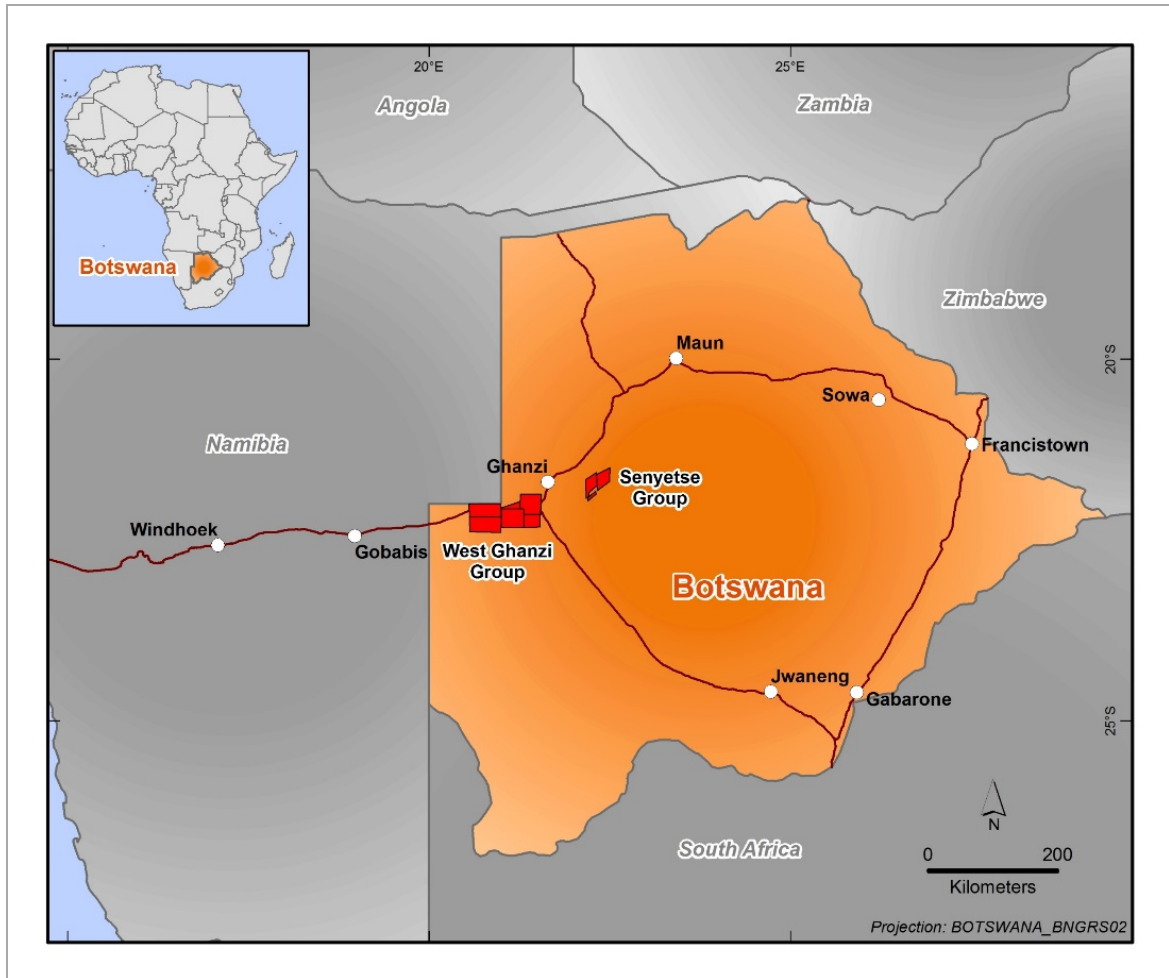 20°E
25°E
Angola
Zambia
Botswana
Zimbabwe
Maun
20°S
Sowa
Namibia
Francistown
Ghanzi
Senyetse
Group
Windhoek
Gobabis
West Ghanzi
Group
Botswana
Jwaneng
Gabarone
25°S
N
South Africa
0 200
Kilometers
Projection: BOTSWANA_BNGRS02